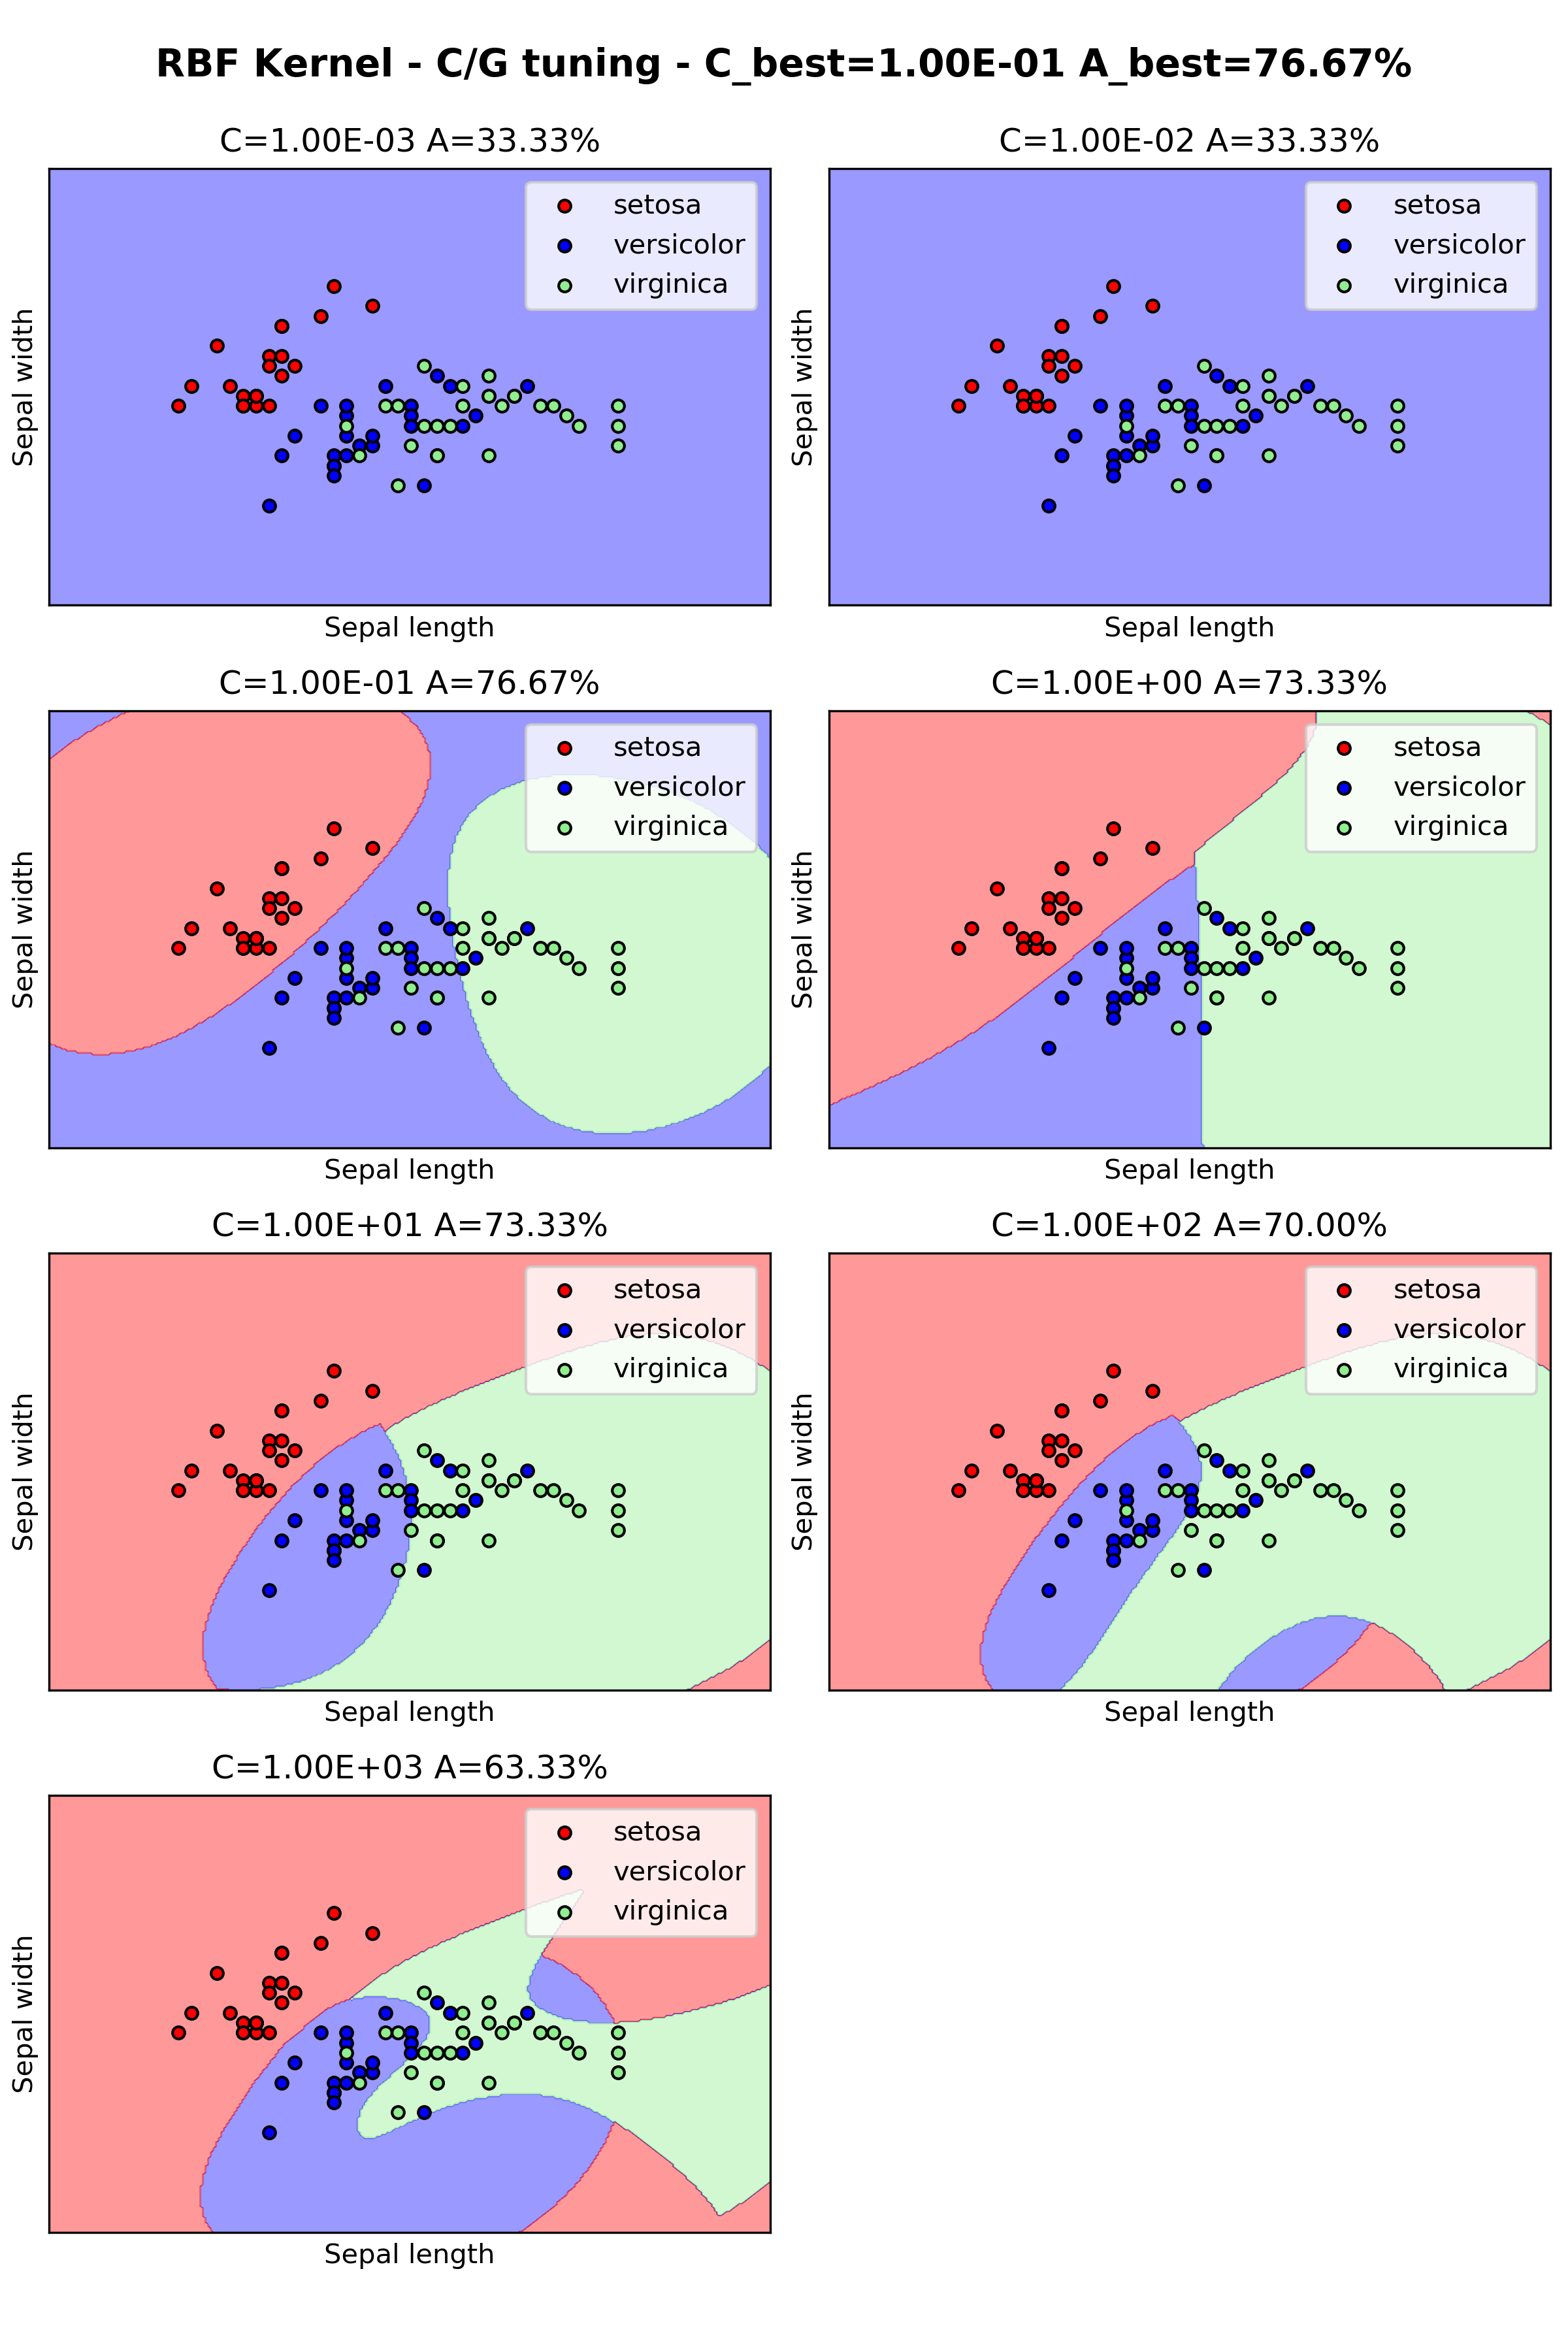 RBF Kernel - C/G tuning - C_best=1.00E-01 A_best=76.67%
C=1.00E-03 A=33.33%
setosa
versicolor
virginica
Sepal width
Sepal length
C=1.00E-02 A=33.33%
setosa
versicolor
virginica
Sepal width
Sepal length
C=1.00E-01 A=76.67%
setosa
versicolor
virginica
Sepal width
Sepal length
C=1.00E+00 A=73.33%
setosa
versicolor
virginica
Sepal width
Sepal length
C=1.00E+01 A=73.33%
setosa
versicolor
virginica
Sepal width
Sepal length
C=1.00E+02 A=70.00%
setosa
versicolor
virginica
Sepal width
Sepal length
C=1.00E+03 A=63.33%
setosa
versicolor
virginica
Sepal width
Sepal length